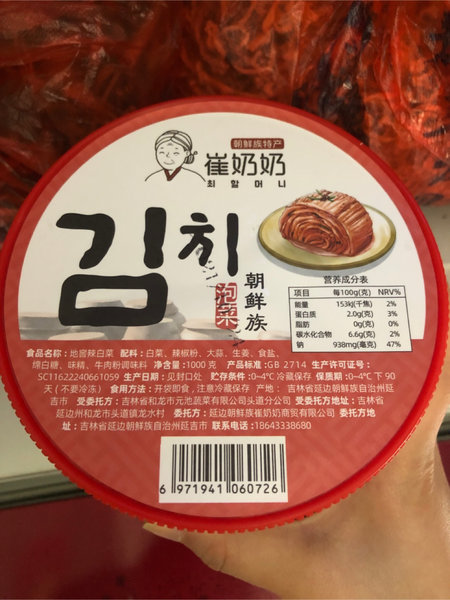 朝鲜族特产
崔奶奶
최할머니
김치
泡菜
朝鲜族
营养成分表
项目 每100g(克) NRV%
能量 153kj(千焦) 2%
蛋白质 2.0g(克) 3%
脂肪 0g(克) 0%
碳水化合物 6.6g(克) 2%
钠 938mg(毫克) 47%
食品名称：地窖辣白菜 配料：白菜、辣椒粉、大蒜、生姜、食盐、
绵白糖、味精、牛肉粉调味料 净含量：1000克 产品标准：GB 2714 生产许可证号：
SC11622240661059 生产日期：见封口处 贮存条件：0~4℃冷藏保存 保质期：0~4℃下 90
天（不要冷冻） 食用方法：开袋即食，注意冷藏保存 产地：吉林省延边朝鲜族自治州延
吉市 受委托方：吉林省和龙市元池蔬菜有限公司头道分公司 受委托方地址：吉林省
延边州和龙市头道镇龙水村 委托方：延边朝鲜族崔奶奶商贸有限公司 委托方地
址：吉林省延边朝鲜族自治州延吉市 联系电话：18643338680
6 971941 060726